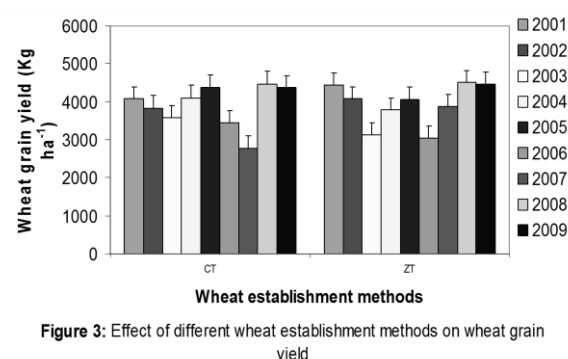 6000
5000
4000
3000
2000
1000
0
Wheat grain yield (Kg
ha-1)
CT
ZT
Wheat establishment methods
2001
2002
2003
2004
2005
2006
2007
2008
2009
Figure 3: Effect of different wheat establishment methods on wheat grain
yield